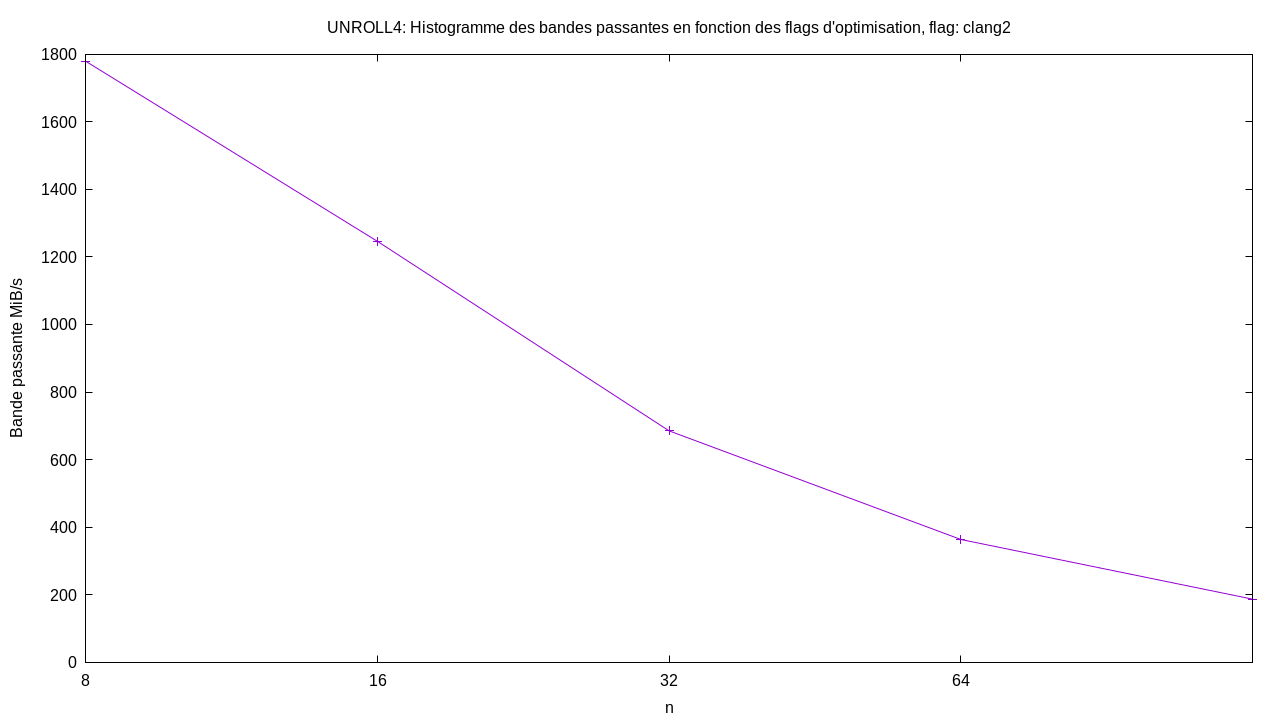 UNROLL4: Histogramme des bandes passantes en fonction des flags d'optimisation, flag: clang2
1800
1600
1400
1200
1000
800
600
400
200
0
Bande passante MiB/s
8 16 32 64
n